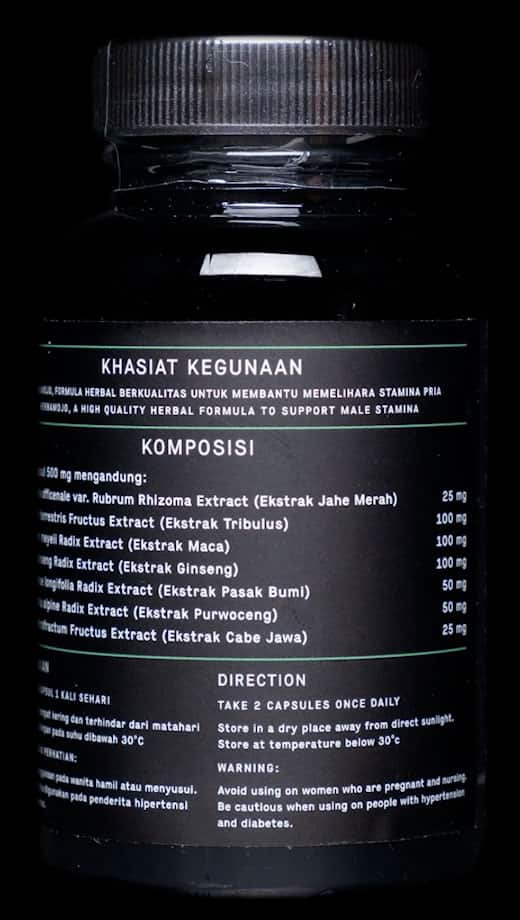 KHASIAT KEGUNAAN
FORMULA HERBAL BERKUALITAS UNTUK MEMBANTU MEMELIHARA STAMINA PRIA
A HIGH QUALITY HERBAL FORMULA TO SUPPORT MALE STAMINA
KOMPOSISI
500 mg mengandung:
var. Rubrum Rhizoma Extract (Ekstrak Jahe Merah) 25 mg
Fructus Extract (Ekstrak Tribulus) 100 mg
Radix Extract (Ekstrak Maca) 100 mg
Radix Extract (Ekstrak Ginseng) 100 mg
longifolia Radix Extract (Ekstrak Pasak Bumi) 50 mg
Radix Extract (Ekstrak Purwoceng) 50 mg
Fructus Extract (Ekstrak Cabe Jawa) 25 mg
1 KALI SEHARI
kering dan terhindar dari matahari
pada suhu dibawah 30°C
PERHATIAN:
pada wanita hamil atau menyusui.
digunakan pada penderita hipertensi
DIRECTION
TAKE 2 CAPSULES ONCE DAILY
Store in a dry place away from direct sunlight.
Store at temperature below 30°c
WARNING:
Avoid using on women who are pregnant and nursing.
Be cautious when using on people with hypertension
and diabetes.